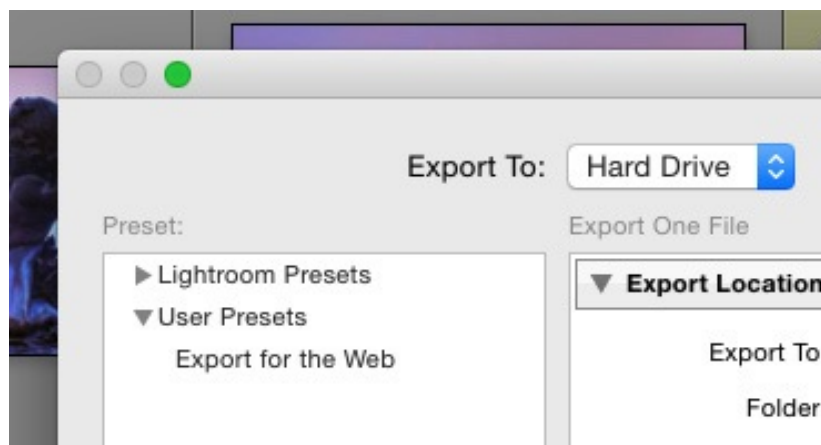 Export To: Hard Drive
Preset:
Export One File
Lightroom Presets
User Presets
Export for the Web
Export Location
Export To
Folder